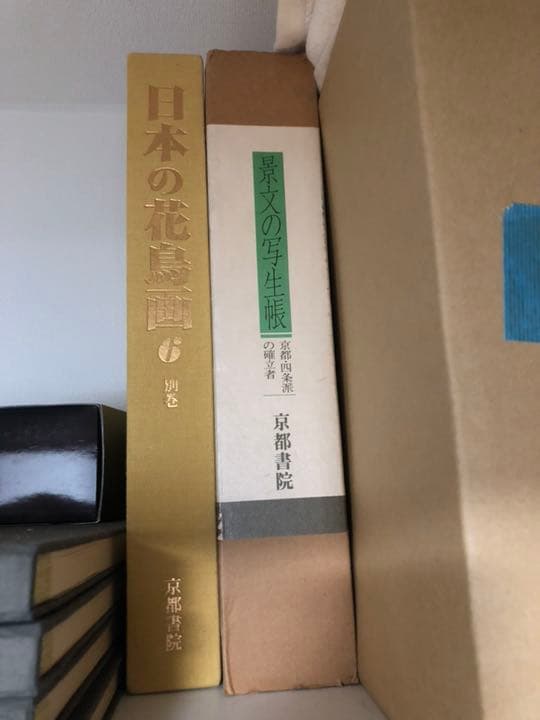 日本の花鳥画
6
別巻
京都書院
景文の写生帳
京都・四条派
の確立者
京都書院